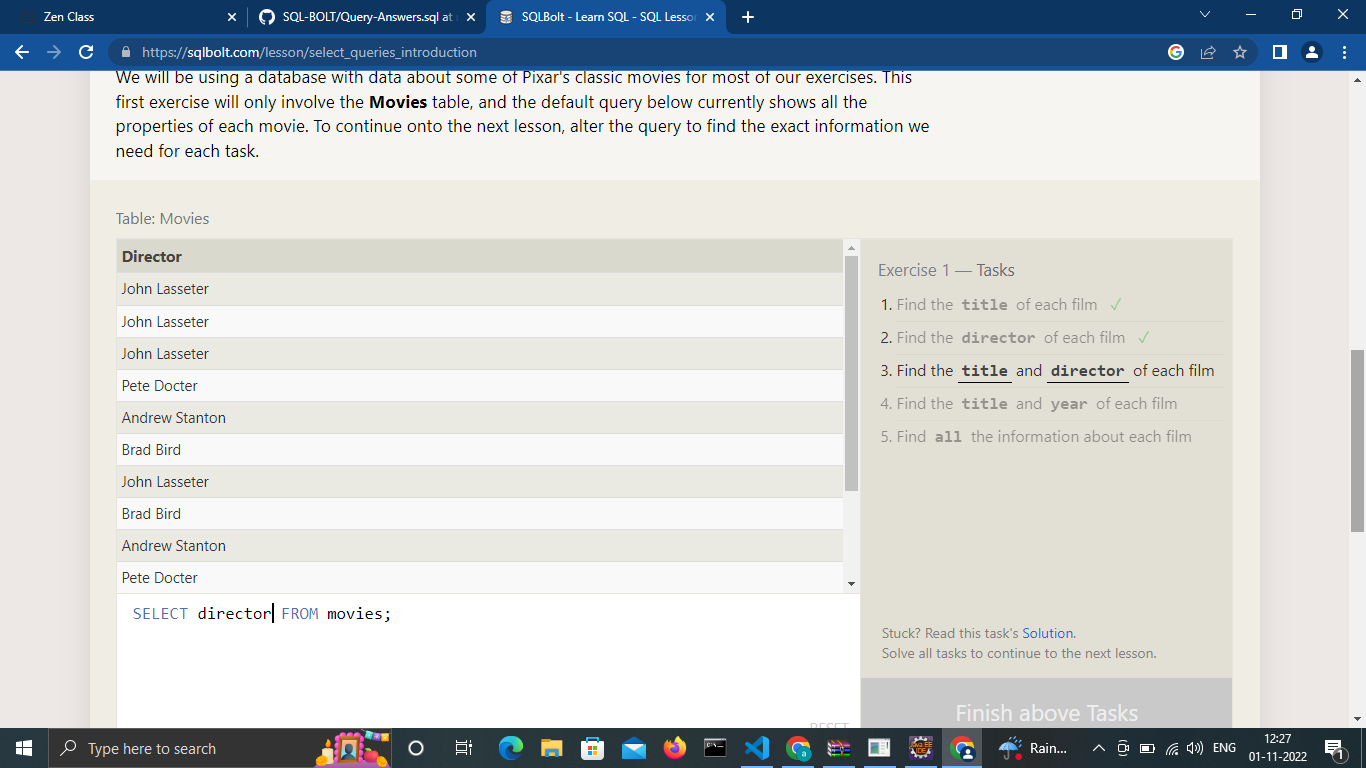 Zen Class
SQL-BOLT/Query-Answers.sql at
SQLBolt - Learn SQL - SQL Lesson
https://sqlbolt.com/lesson/select_queries_introduction
We will be using a database with data about some of Pixar's classic movies for most of our exercises. This
first exercise will only involve the Movies table, and the default query below currently shows all the
properties of each movie. To continue onto the next lesson, alter the query to find the exact information we
need for each task.
Table: Movies
Director
John Lasseter
John Lasseter
John Lasseter
Pete Docter
Andrew Stanton
Brad Bird
John Lasseter
Brad Bird
Andrew Stanton
Pete Docter
SELECT director FROM movies;
RESET
Exercise 1 — Tasks
1. Find the title of each film ✓
2. Find the director of each film ✓
3. Find the title and director of each film
4. Find the title and year of each film
5. Find all the information about each film
Stuck? Read this task's Solution.
Solve all tasks to continue to the next lesson.
Finish above Tasks
Type here to search
Rain...
ENG
12:27
01-11-2022
1